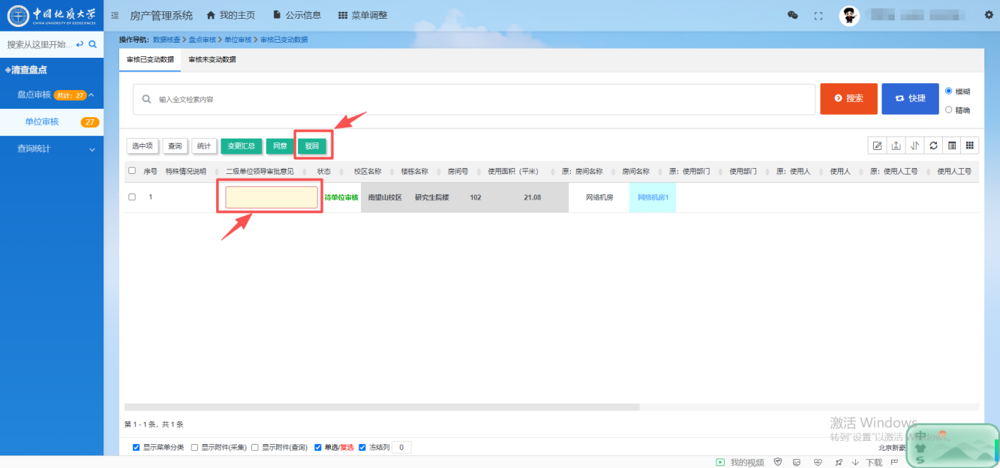 中国地质大学
CHINA UNIVERSITY OF GEOSCIENCES
房产管理系统 我的主页 公示信息 菜单调整
搜索从这里开始...
操作导航: 数据核查 盘点审核 单位审核 审核已变动数据
审核已变动数据 审核未变动数据
清查盘点
盘点审核 共计: 27
单位审核 27
查询统计
输入全文检索内容
搜索 快捷 模糊
精确
选中项 查询 统计 变更汇总 同意 驳回
序号 特殊情况说明 二级单位领导审批意见 状态 校区名称 楼栋名称 房间号 使用面积（平米） 原：房间名称 房间名称 原：使用部门 使用部门 原：使用人 使用人 原：使用人工号 使用人工号
1 待单位审核 南望山校区 研究生院楼 102 21.08 网络机房 网络机房1
第 1 - 1 条, 共 1 条
激活 Windows
转到"设置"以激活 Windows。
显示菜单分类 显示附件(采集) 显示附件(查询) 单选/复选 冻结列 0
北京新豪
中
S
我的视频 下载